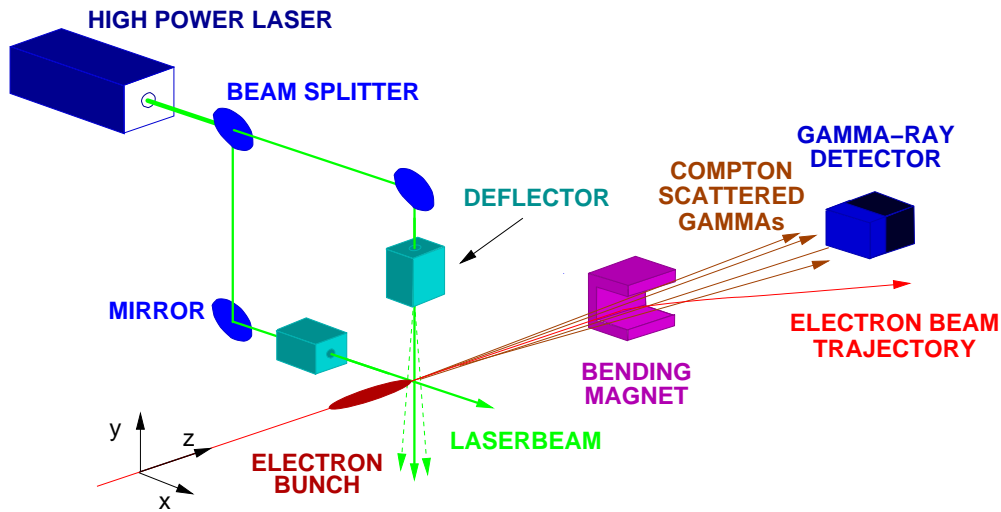 HIGH POWER LASER
BEAM SPLITTER
GAMMA−RAY
DETECTOR
COMPTON
SCATTERED
GAMMAs
DEFLECTOR
MIRROR
ELECTRON BEAM
TRAJECTORY
BENDING
MAGNET
y
z
x
LASERBEAM
ELECTRON
BUNCH